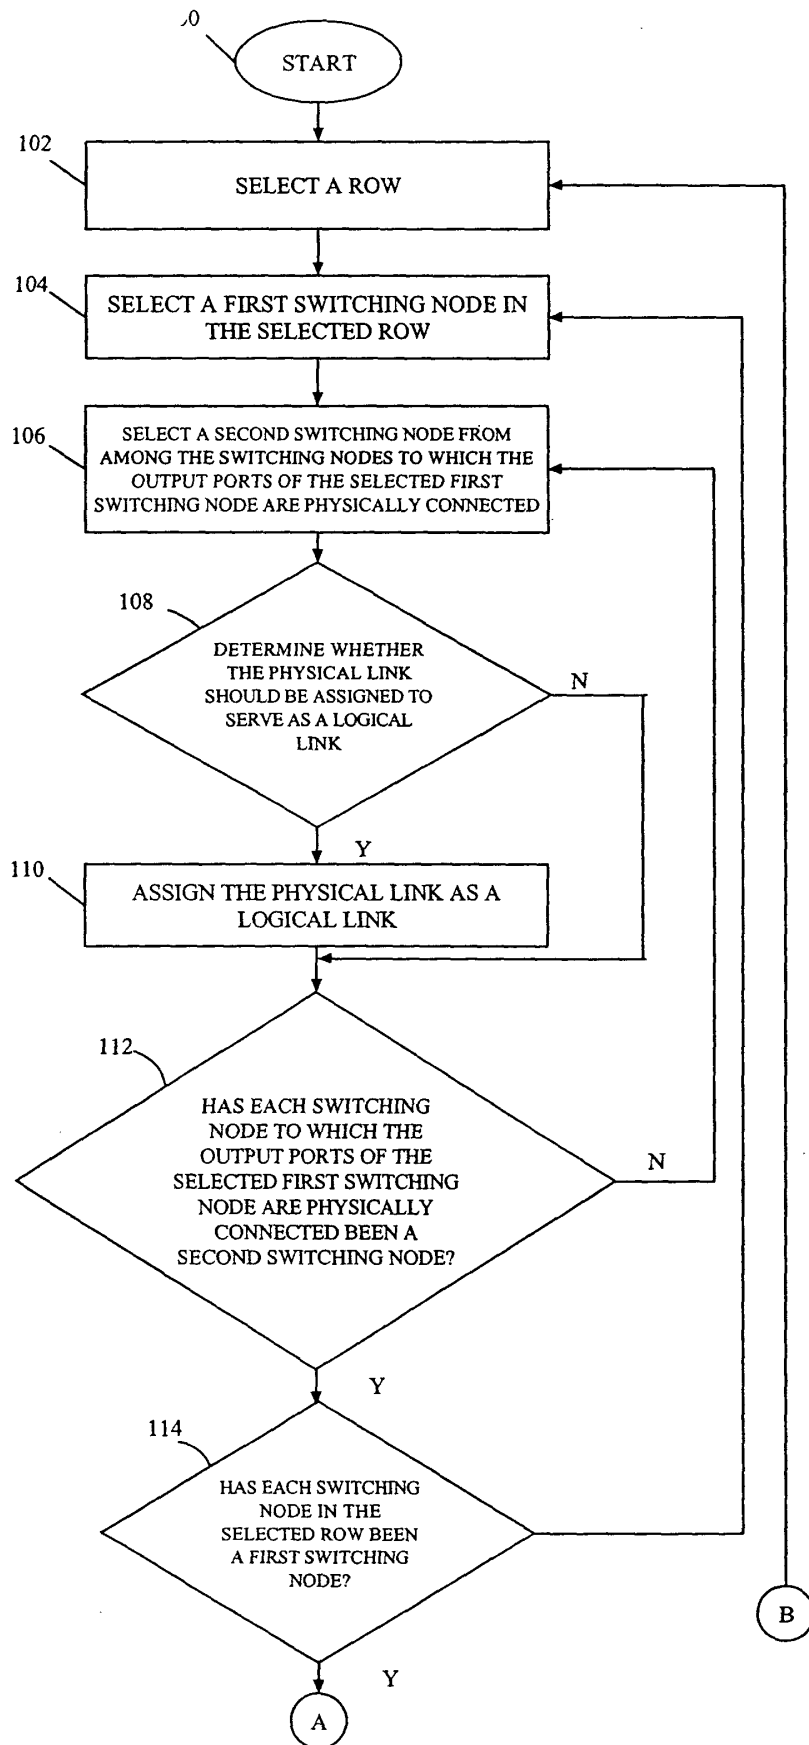 START
102
SELECT A ROW
104
SELECT A FIRST SWITCHING NODE IN
THE SELECTED ROW
106
SELECT A SECOND SWITCHING NODE FROM
AMONG THE SWITCHING NODES TO WHICH THE
OUTPUT PORTS OF THE SELECTED FIRST
SWITCHING NODE ARE PHYSICALLY CONNECTED
108
DETERMINE WHETHER
THE PHYSICAL LINK
SHOULD BE ASSIGNED TO
SERVE AS A LOGICAL
LINK
N
Y
110
ASSIGN THE PHYSICAL LINK AS A
LOGICAL LINK
112
HAS EACH SWITCHING
NODE TO WHICH THE
OUTPUT PORTS OF THE
SELECTED FIRST SWITCHING
NODE ARE PHYSICALLY
CONNECTED BEEN A
SECOND SWITCHING NODE?
N
Y
114
HAS EACH SWITCHING
NODE IN THE
SELECTED ROW BEEN
A FIRST SWITCHING
NODE?
B
Y
A